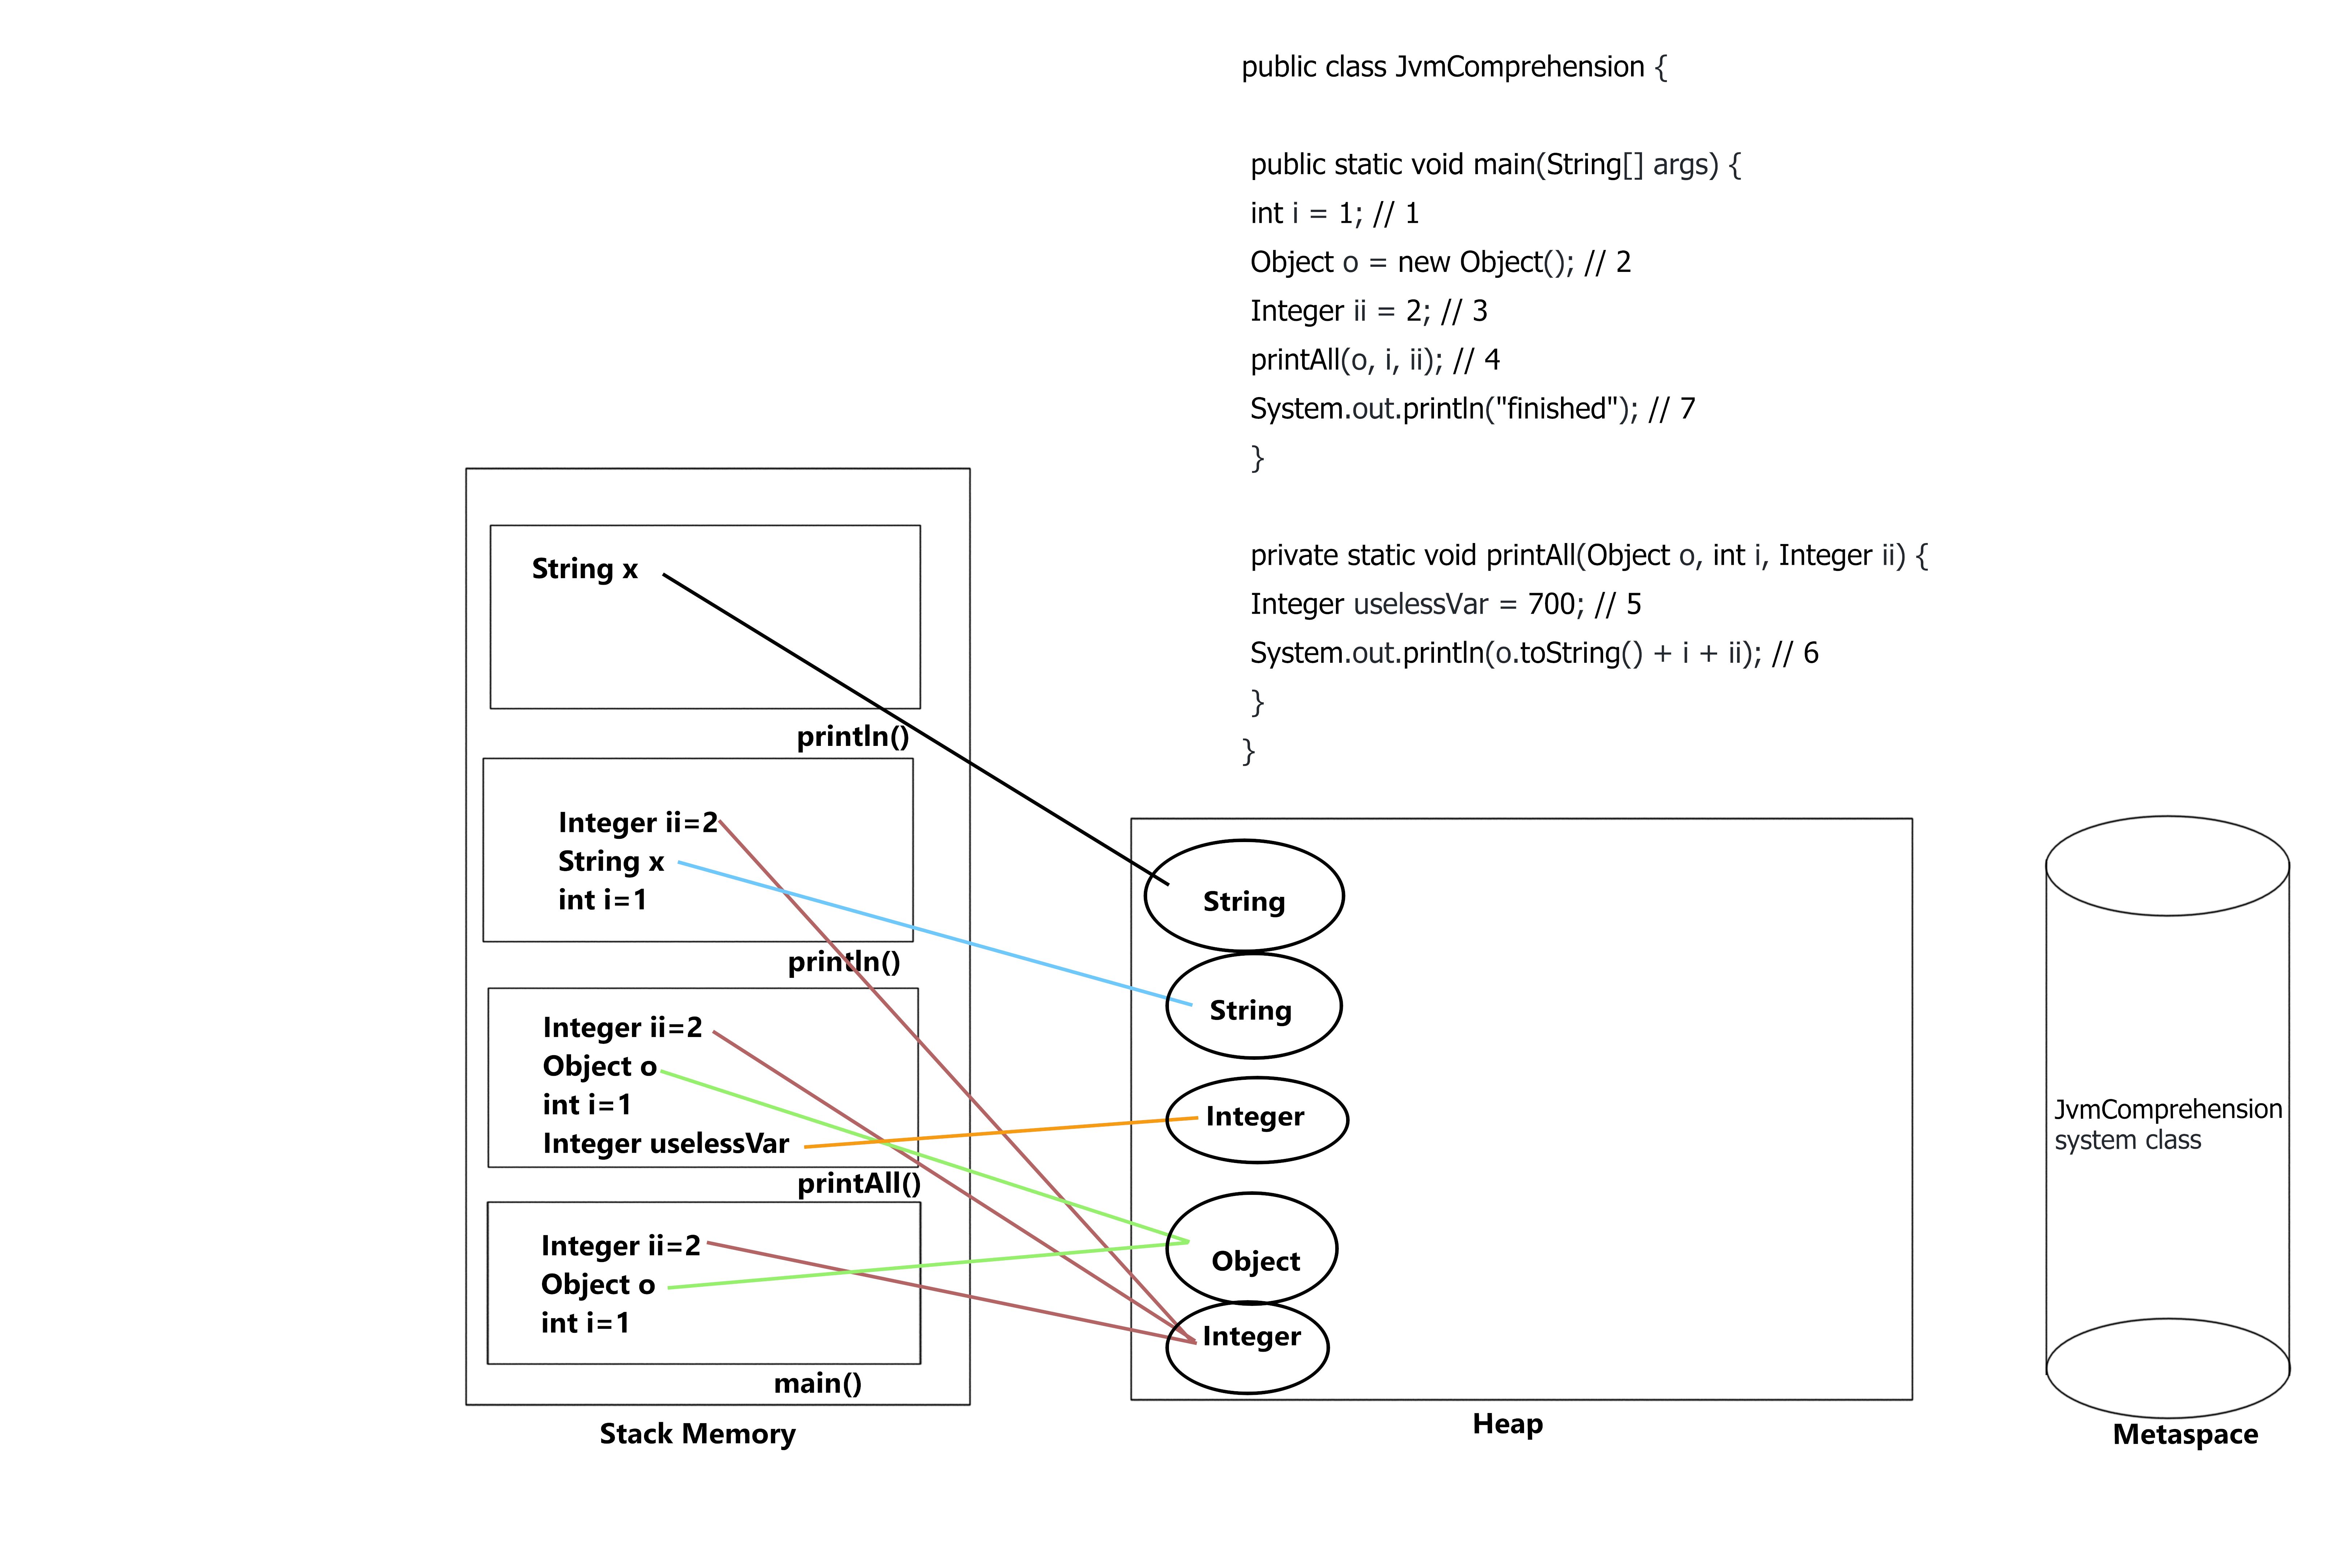 public class JvmComprehension {
public static void main(String[] args) {
int i = 1; // 1
Object o = new Object(); // 2
Integer ii = 2; // 3
printAll(o, i, ii); // 4
System.out.println("finished"); // 7
}
private static void printAll(Object o, int i, Integer ii) {
Integer uselessVar = 700; // 5
System.out.println(o.toString() + i + ii); // 6
}
}
String x
println()
Integer ii=2
String x
int i=1
println()
Integer ii=2
Object o
int i=1
Integer uselessVar
printAll()
Integer ii=2
Object o
int i=1
main()
Stack Memory
String
String
Integer
Object
Integer
Heap
JvmComprehension
system class
Metaspace